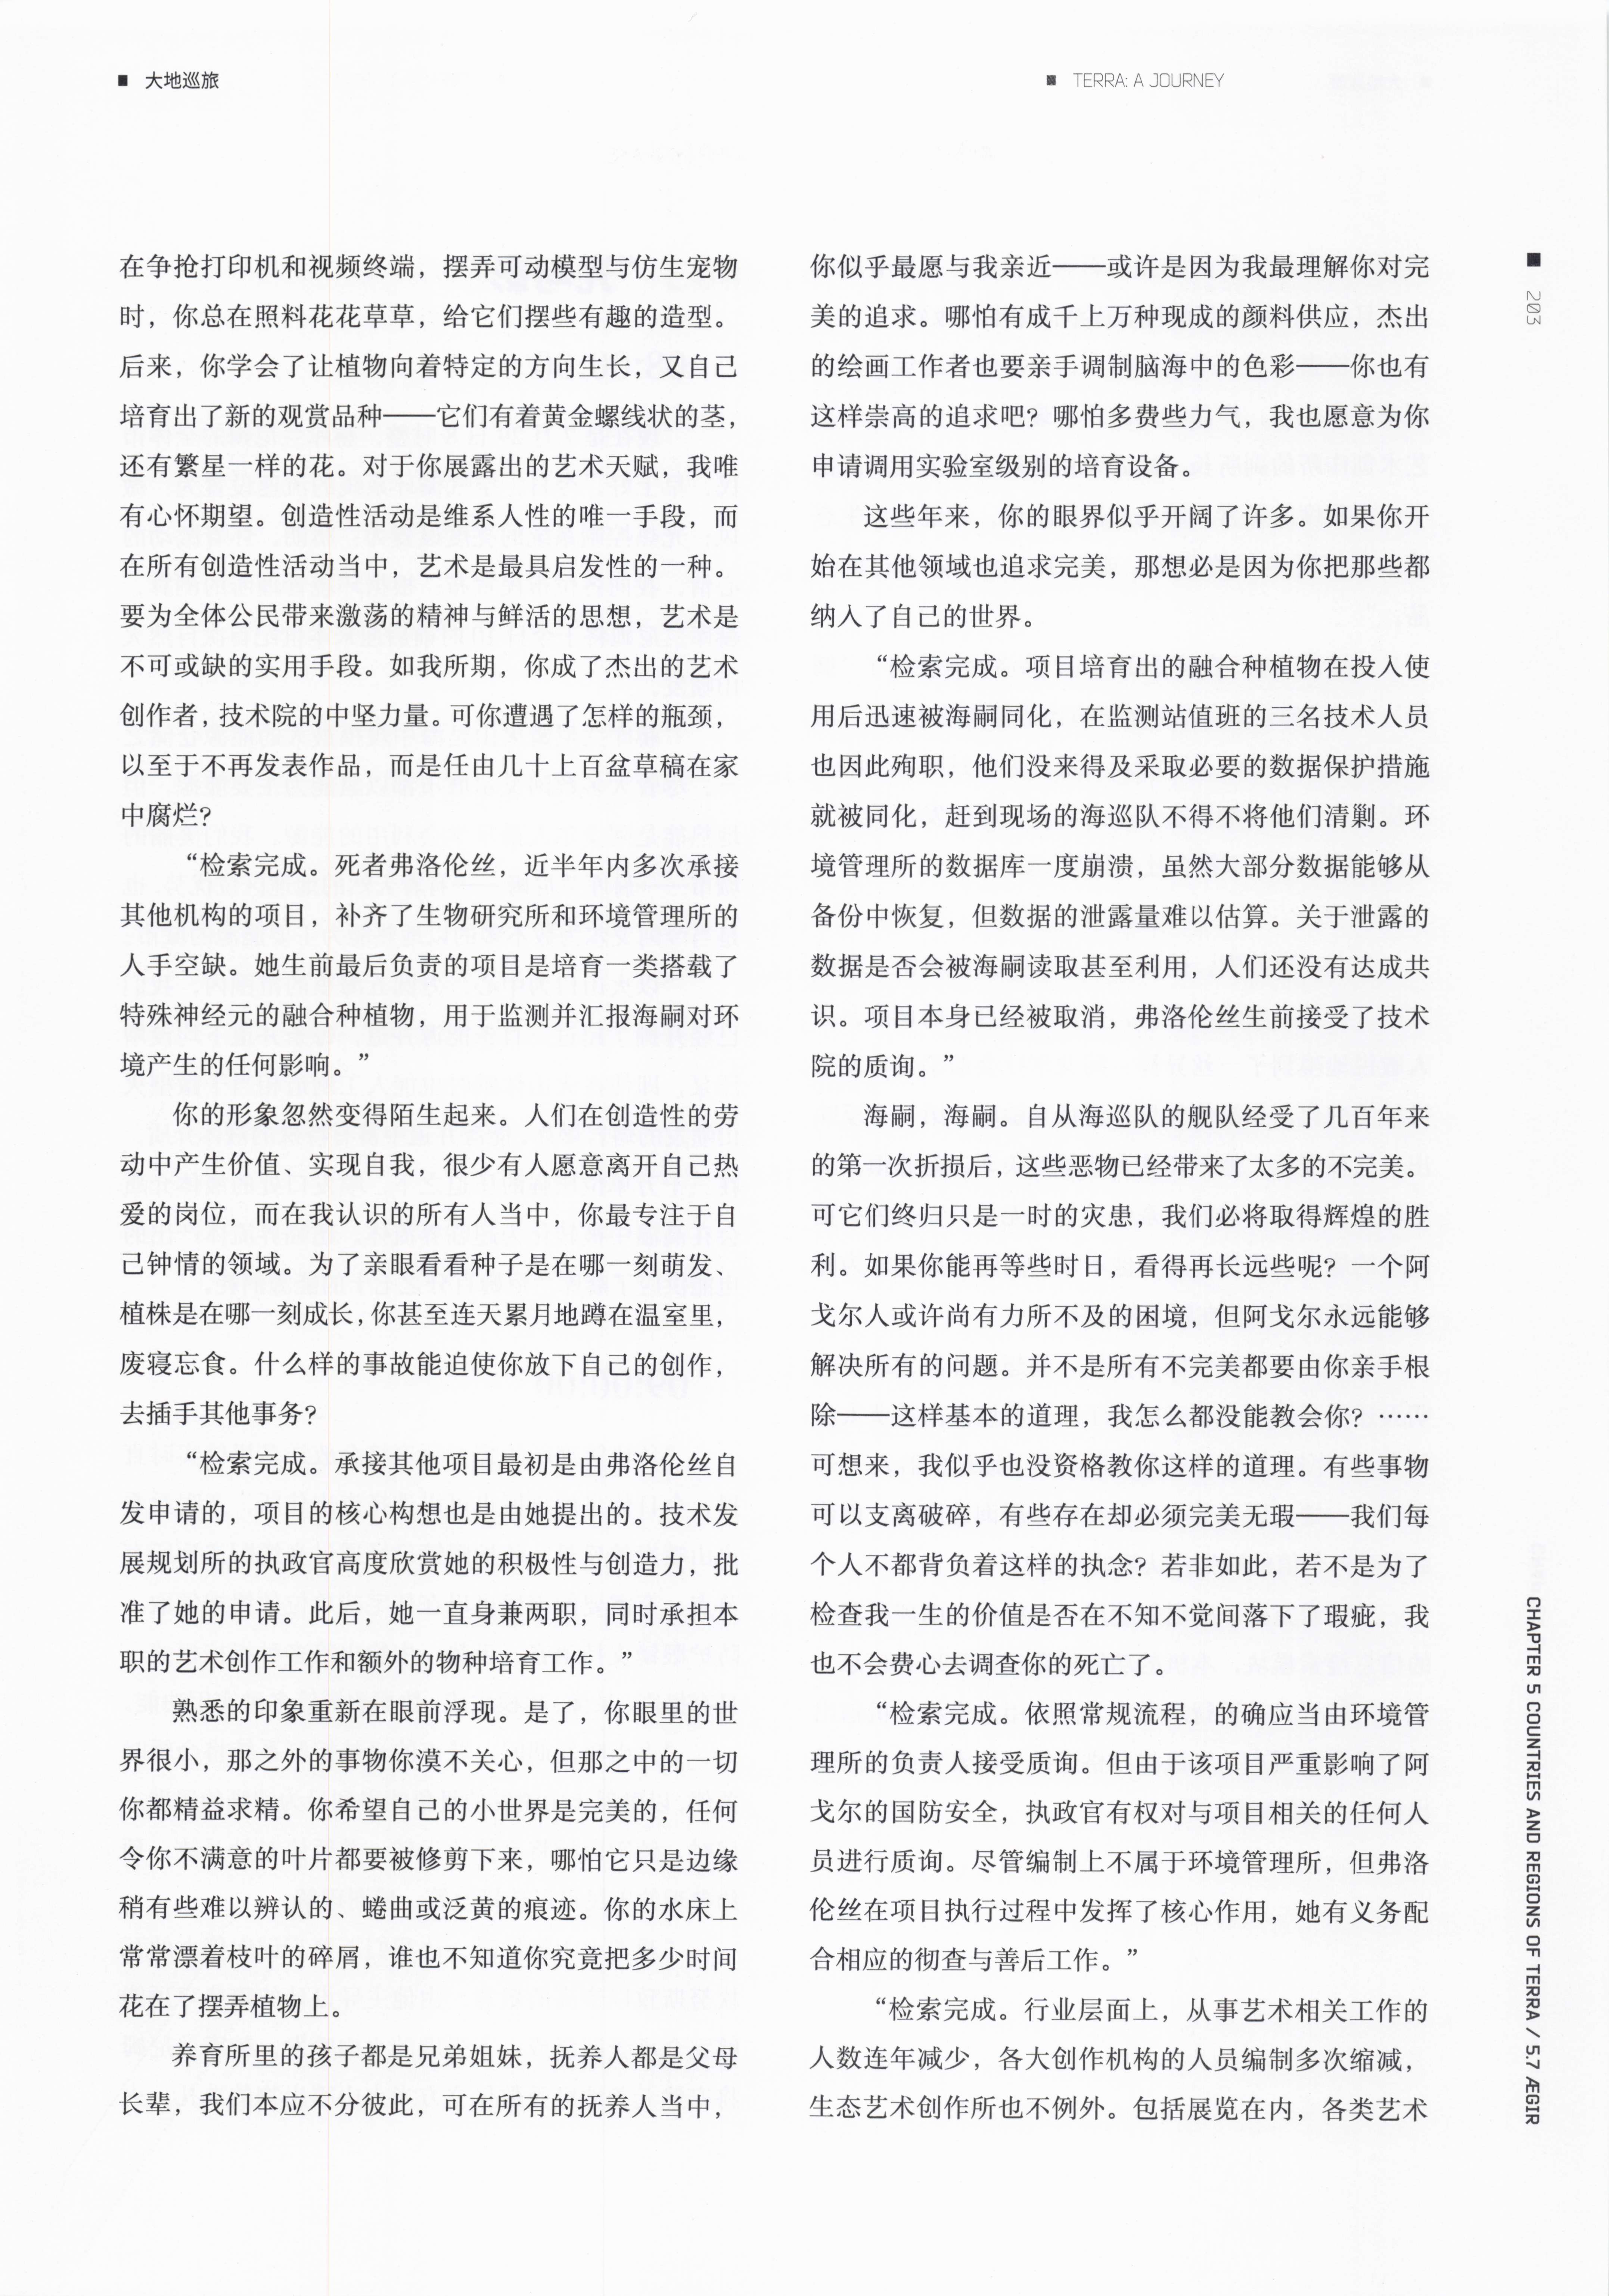 ■ 大地巡旅
■ TERRA: A JOURNEY
在争抢打印机和视频终端，摆弄可动模型与仿生宠物
时，你总在照料花花草草，给它们摆些有趣的造型。
后来，你学会了让植物向着特定的方向生长，又自己
培育出了新的观赏品种——它们有着黄金螺线状的茎，
还有繁星一样的花。对于你展露出的艺术天赋，我唯
有心怀期望。创造性活动是维系人性的唯一手段，而
在所有创造性活动当中，艺术是最具启发性的一种。
要为全体公民带来激荡的精神与鲜活的思想，艺术是
不可或缺的实用手段。如我所期，你成了杰出的艺术
创作者，技术院的中坚力量。可你遭遇了怎样的瓶颈，
以至于不再发表作品，而是任由几十上百盆草稿在家
中腐烂？
“检索完成。死者弗洛伦丝，近半年内多次承接
其他机构的项目，补齐了生物研究所和环境管理所的
人手空缺。她生前最后负责的项目是培育一类搭载了
特殊神经元的融合种植物，用于监测并汇报海嗣对环
境产生的任何影响。”
你的形象忽然变得陌生起来。人们在创造性的劳
动中产生价值、实现自我，很少有人愿意离开自己热
爱的岗位，而在我认识的所有人当中，你最专注于自
己钟情的领域。为了亲眼看看种子是在哪一刻萌发、
植株是在哪一刻成长，你甚至连天累月地蹲在温室里，
废寝忘食。什么样的事故能迫使你放下自己的创作，
去插手其他事务？
“检索完成。承接其他项目最初是由弗洛伦丝自
发申请的，项目的核心构想也是由她提出的。技术发
展规划所的执政官高度欣赏她的积极性与创造力，批
准了她的申请。此后，她一直身兼两职，同时承担本
职的艺术创作工作和额外的物种培育工作。”
熟悉的印象重新在眼前浮现。是了，你眼里的世
界很小，那之外的事物你漠不关心，但那之中的一切
你都精益求精。你希望自己的小世界是完美的，任何
令你不满意的叶片都要被修剪下来，哪怕它只是边缘
稍有些难以辨认的、蜷曲或泛黄的痕迹。你的水床上
常常漂着枝叶的碎屑，谁也不知道你究竟把多少时间
花在了摆弄植物上。
养育所里的孩子都是兄弟姐妹，抚养人都是父母
长辈，我们本应不分彼此，可在所有的抚养人当中，
你似乎最愿与我亲近——或许是因为我最理解你对完
美的追求。哪怕有成千上万种现成的颜料供应，杰出
的绘画工作者也要亲手调制脑海中的色彩——你也有
这样崇高的追求吧？哪怕多费些力气，我也愿意为你
申请调用实验室级别的培育设备。
这些年来，你的眼界似乎开阔了许多。如果你开
始在其他领域也追求完美，那想必是因为你把那些都
纳入了自己的世界。
“检索完成。项目培育出的融合种植物在投入使
用后迅速被海嗣同化，在监测站值班的三名技术人员
也因此殉职，他们没来得及采取必要的数据保护措施
就被同化，赶到现场的海巡队不得不将他们清剿。环
境管理所的数据库一度崩溃，虽然大部分数据能够从
备份中恢复，但数据的泄露量难以估算。关于泄露的
数据是否会被海嗣读取甚至利用，人们还没有达成共
识。项目本身已经被取消，弗洛伦丝生前接受了技术
院的质询。”
海嗣，海嗣。自从海巡队的舰队经受了几百年来
的第一次折损后，这些恶物已经带来了太多的不完美。
可它们终归只是一时的灾患，我们必将取得辉煌的胜
利。如果你能再等些时日，看得再长远些呢？一个阿
戈尔人或许尚有力所不及的困境，但阿戈尔永远能够
解决所有的问题。并不是所有不完美都要由你亲手根
除——这样基本的道理，我怎么都没能教会你？……
可想来，我似乎也没资格教你这样的道理。有些事物
可以支离破碎，有些存在却必须完美无瑕——我们每
个人不都背负着这样的执念？若非如此，若不是为了
检查我一生的价值是否在不知不觉间落下了瑕疵，我
也不会费心去调查你的死亡了。
“检索完成。依照常规流程，的确应当由环境管
理所的负责人接受质询。但由于该项目严重影响了阿
戈尔的国防安全，执政官有权对与项目相关的任何人
员进行质询。尽管编制上不属于环境管理所，但弗洛
伦丝在项目执行过程中发挥了核心作用，她有义务配
合相应的彻查与善后工作。”
“检索完成。行业层面上，从事艺术相关工作的
人数连年减少，各大创作机构的人员编制多次缩减，
生态艺术创作所也不例外。包括展览在内，各类艺术
■ 203
CHAPTER 5 COUNTRIES AND REGIONS OF TERRA / 5.7 ÆGIR